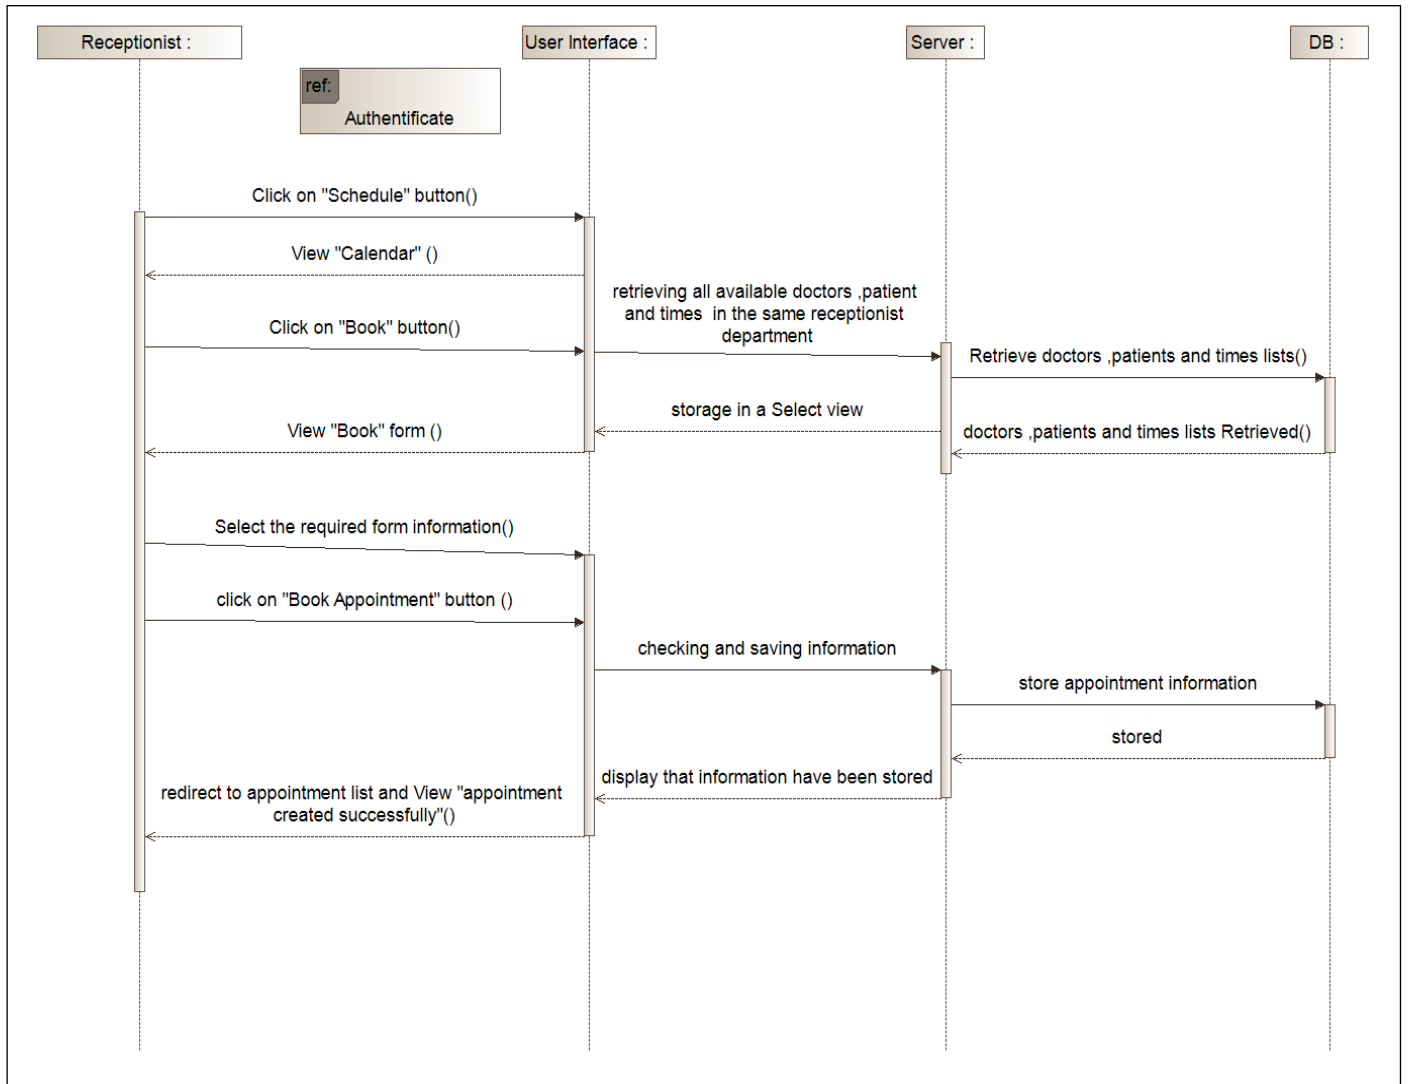 Receptionist :
User Interface :
Server :
DB :
ref:
Authentificate
Click on "Schedule" button()
View "Calendar" ()
retrieving all available doctors ,patient
and times in the same receptionist
department
Click on "Book" button()
Retrieve doctors ,patients and times lists()
storage in a Select view
View "Book" form ()
doctors ,patients and times lists Retrieved()
Select the required form information()
click on "Book Appointment" button ()
checking and saving information
store appointment information
stored
display that information have been stored
redirect to appointment list and View "appointment
created successfully"()